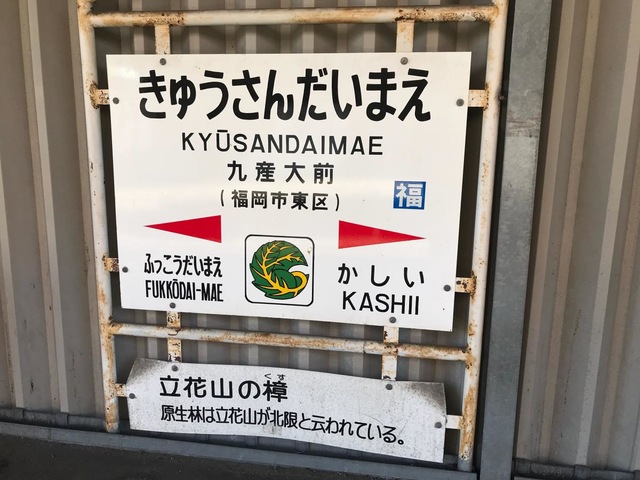 きゅうさんだいまえ
KYŪSANDAIMAE
九産大前
(福岡市東区)
福
ふっこうだいまえ
FUKKŌDAI-MAE
かしい
KASHII
くす
立花山の樟
原生林は立花山が北限と云われている。